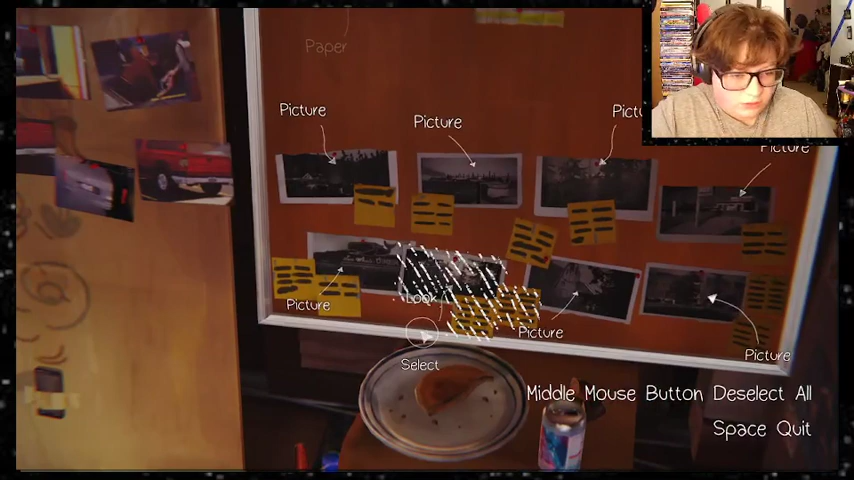 Paper
Picture
Picture
Pictu
Picture
Look
Picture
Picture
Picture
Select
Middle Mouse Button Deselect All
Space Quit